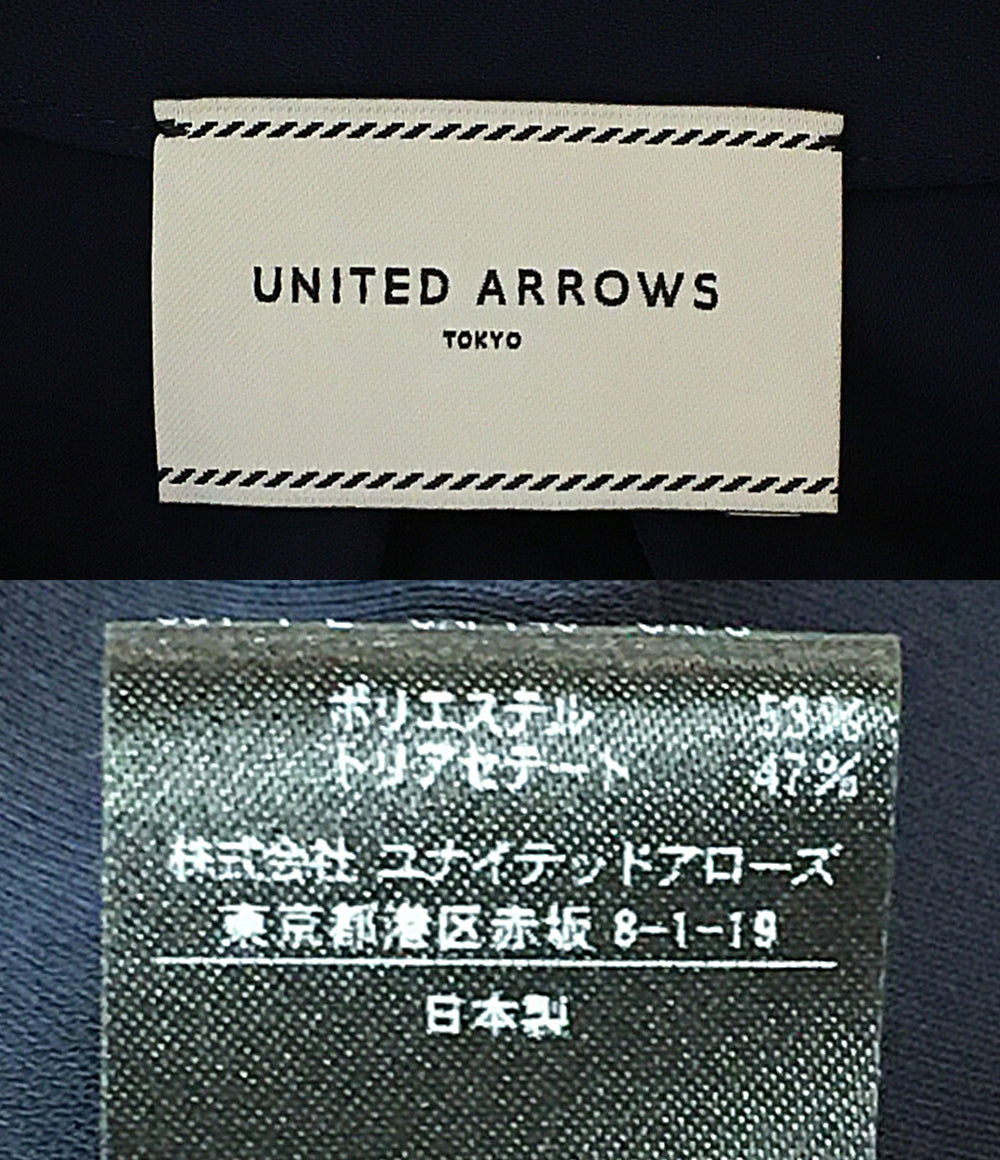 UNITED ARROWS
TOKYO
ポリエステル 53%
トリアセテート 47%
株式会社 ユナイテッドアローズ
東京都港区赤坂 8-1-19
日本製